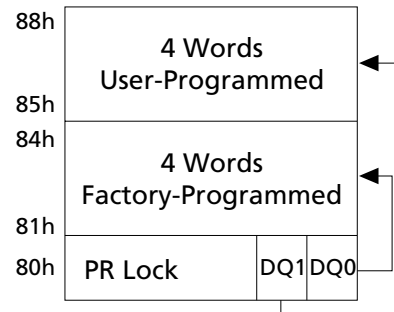 88h
4 Words
User-Programmed
85h
84h
4 Words
Factory-Programmed
81h
80h
PR Lock
DQ1
DQ0